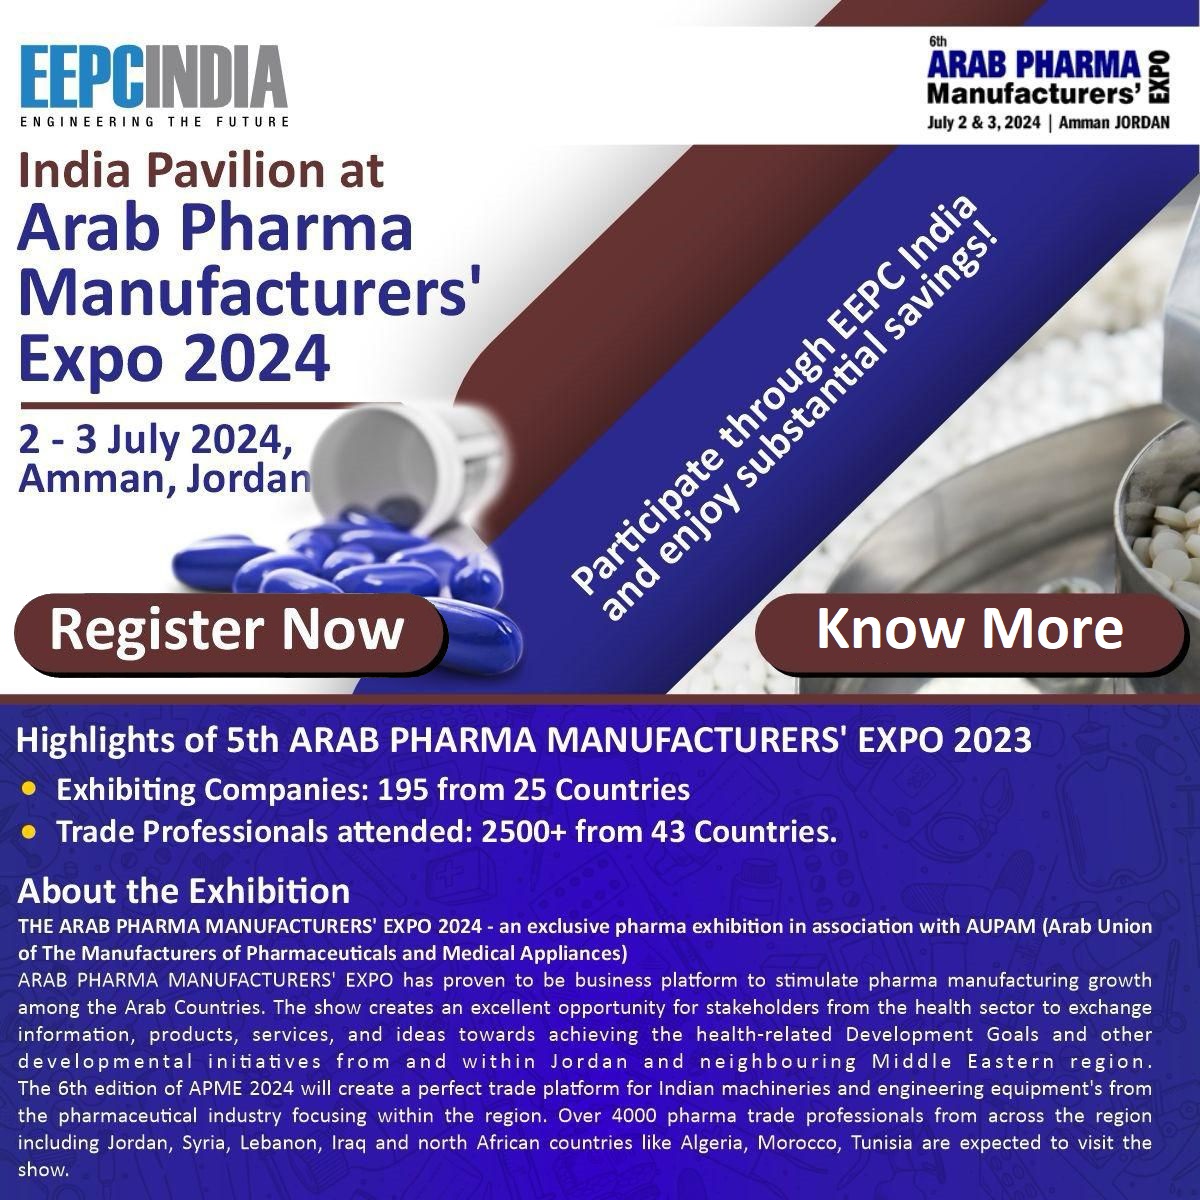 EEPCINDIA
ENGINEERING THE FUTURE
6th
ARAB PHARMA
Manufacturers'
EXPO
July 2 & 3, 2024 | Amman JORDAN
India Pavilion at
Arab Pharma
Manufacturers'
Expo 2024
2 - 3 July 2024,
Amman, Jordan
Participate through EEPC India
and enjoy substantial savings!
Register Now
Know More
Highlights of 5th ARAB PHARMA MANUFACTURERS' EXPO 2023
• Exhibiting Companies: 195 from 25 Countries
• Trade Professionals attended: 2500+ from 43 Countries.
About the Exhibition
THE ARAB PHARMA MANUFACTURERS' EXPO 2024 - an exclusive pharma exhibition in association with AUPAM (Arab Union
of The Manufacturers of Pharmaceuticals and Medical Appliances)
ARAB PHARMA MANUFACTURERS' EXPO has proven to be business platform to stimulate pharma manufacturing growth
among the Arab Countries. The show creates an excellent opportunity for stakeholders from the health sector to exchange
information, products, services, and ideas towards achieving the health-related Development Goals and other
developmental initiatives from and within Jordan and neighbouring Middle Eastern region.
The 6th edition of APME 2024 will create a perfect trade platform for Indian machineries and engineering equipment's from
the pharmaceutical industry focusing within the region. Over 4000 pharma trade professionals from across the region
including Jordan, Syria, Lebanon, Iraq and north African countries like Algeria, Morocco, Tunisia are expected to visit the
show.